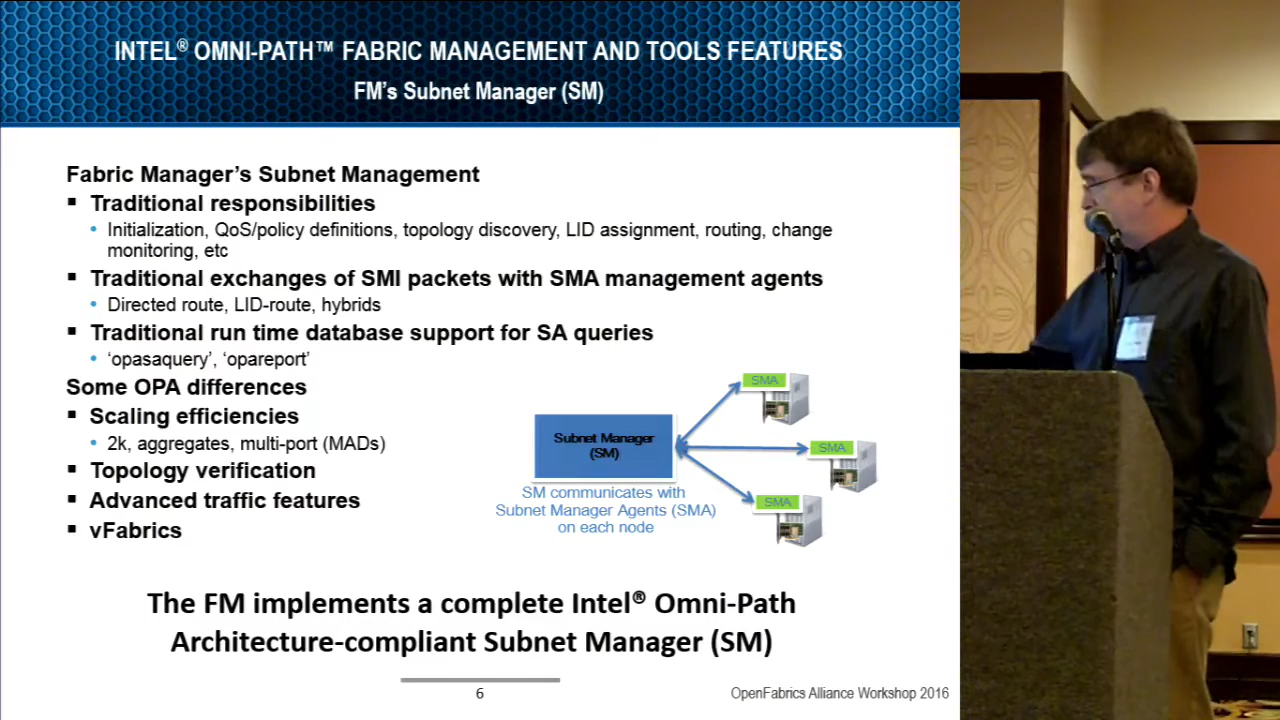 INTEL® OMNI-PATH™ FABRIC MANAGEMENT AND TOOLS FEATURES
FM's Subnet Manager (SM)
Fabric Manager's Subnet Management
▪ Traditional responsibilities
• Initialization, QoS/policy definitions, topology discovery, LID assignment, routing, change
monitoring, etc
▪ Traditional exchanges of SMI packets with SMA management agents
• Directed route, LID-route, hybrids
▪ Traditional run time database support for SA queries
• 'opasaquery', 'opareport'
Some OPA differences
▪ Scaling efficiencies
• 2k, aggregates, multi-port (MADs)
▪ Topology verification
▪ Advanced traffic features
▪ vFabrics
Subnet Manager
(SM)
SMA
SMA
SMA
SM communicates with
Subnet Manager Agents (SMA)
on each node
The FM implements a complete Intel® Omni-Path
Architecture-compliant Subnet Manager (SM)
6
OpenFabrics Alliance Workshop 2016